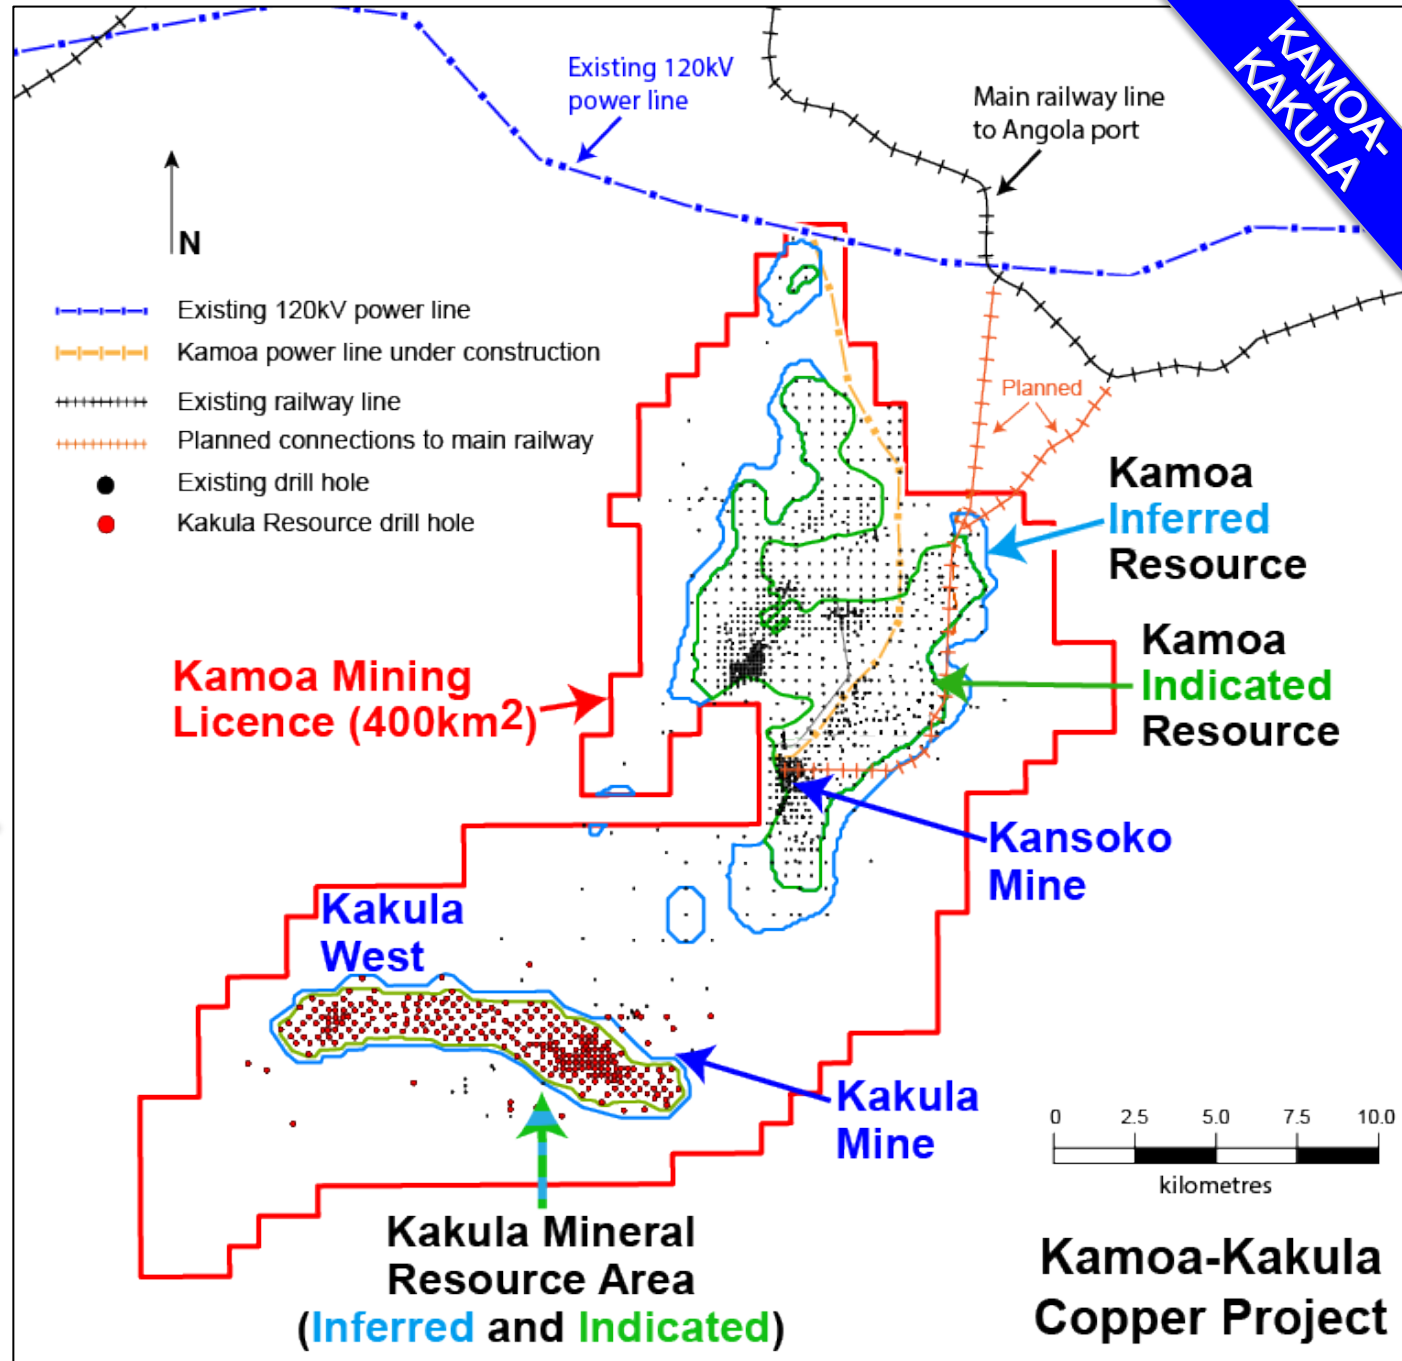 KAMOA-
KAKULA
Existing 120kV
power line
Main railway line
to Angola port
N
Existing 120kV power line
Kamoa power line under construction
Existing railway line
Planned connections to main railway
Existing drill hole
Kakula Resource drill hole
Planned
Kamoa
Inferred
Resource
Kamoa
Indicated
Resource
Kamoa Mining
Licence (400km2)
Kansoko
Mine
Kakula
West
Kakula
Mine
0 2.5 5.0 7.5 10.0
kilometres
Kakula Mineral
Resource Area
(Inferred and Indicated)
Kamoa-Kakula
Copper Project